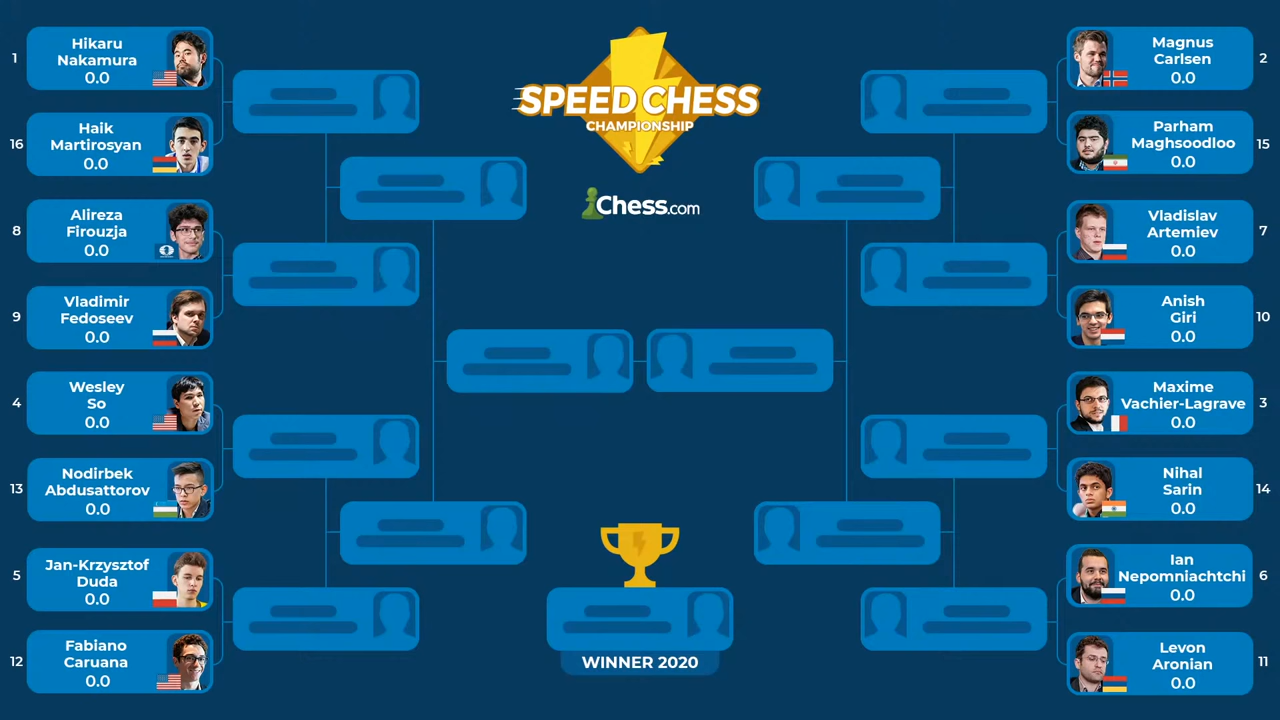 1
Hikaru
Nakamura
0.0
16
Haik
Martirosyan
0.0
8
Alireza
Firouzja
0.0
9
Vladimir
Fedoseev
0.0
4
Wesley
So
0.0
13
Nodirbek
Abdusattorov
0.0
5
Jan-Krzysztof
Duda
0.0
12
Fabiano
Caruana
0.0
SPEED CHESS
CHAMPIONSHIP
Chess.com
WINNER 2020
Magnus
Carlsen
0.0
2
Parham
Maghsoodloo
0.0
15
Vladislav
Artemiev
0.0
7
Anish
Giri
0.0
10
Maxime
Vachier-Lagrave
0.0
3
Nihal
Sarin
0.0
14
Ian
Nepomniachtchi
0.0
6
Levon
Aronian
0.0
11